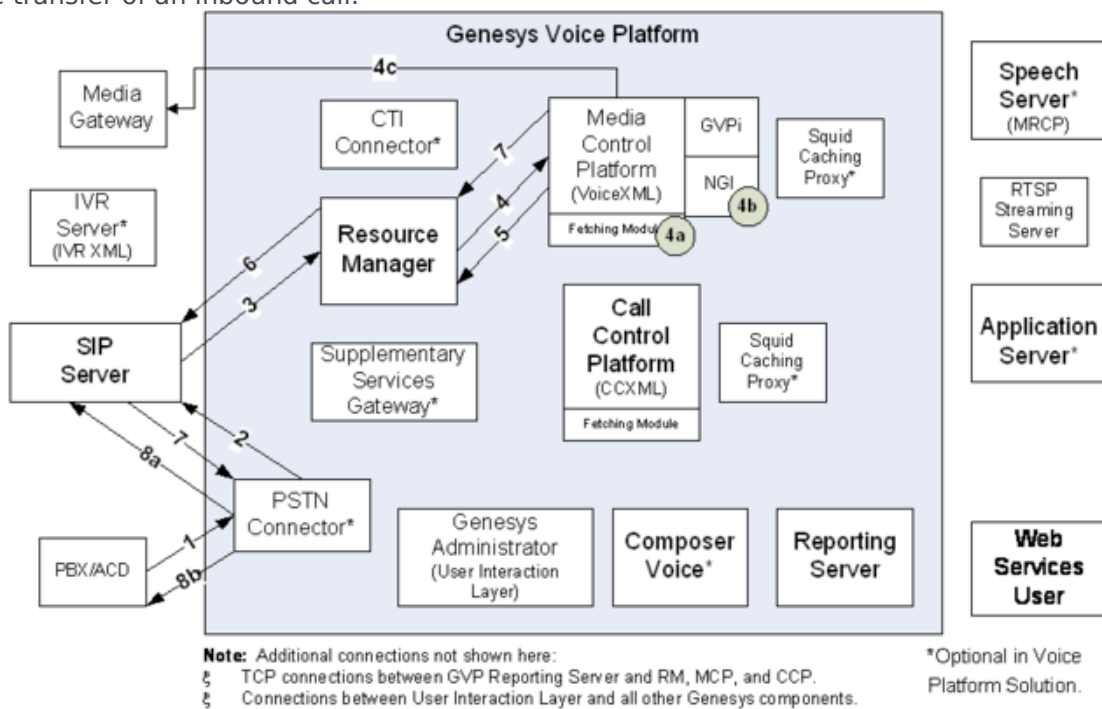 transfer of an inbound call.
Genesys Voice Platform
4c
Media
Gateway
CTI
Connector*
Media
Control
Platform
(VoiceXML)
Fetching Module
GVPi
NGI
4a
4b
Squid
Caching
Proxy*
Speech
Server*
(MRCP)
IVR
Server*
(IVR XML)
Resource
Manager
7
4
5
RTSP
Streaming
Server
6
3
SIP
Server
Supplementary
Services
Gateway*
Call
Control
Platform
(CCXML)
Fetching Module
Squid
Caching
Proxy*
Application
Server*
7
8a
2
PSTN
Connector*
1
8b
PBX/ACD
Genesys
Administrator
(User Interaction
Layer)
Composer
Voice*
Reporting
Server
Web
Services
User
Note: Additional connections not shown here:
ξ TCP connections between GVP Reporting Server and RM, MCP, and CCP.
ξ Connections between User Interaction Layer and all other Genesys components.
*Optional in Voice
Platform Solution.